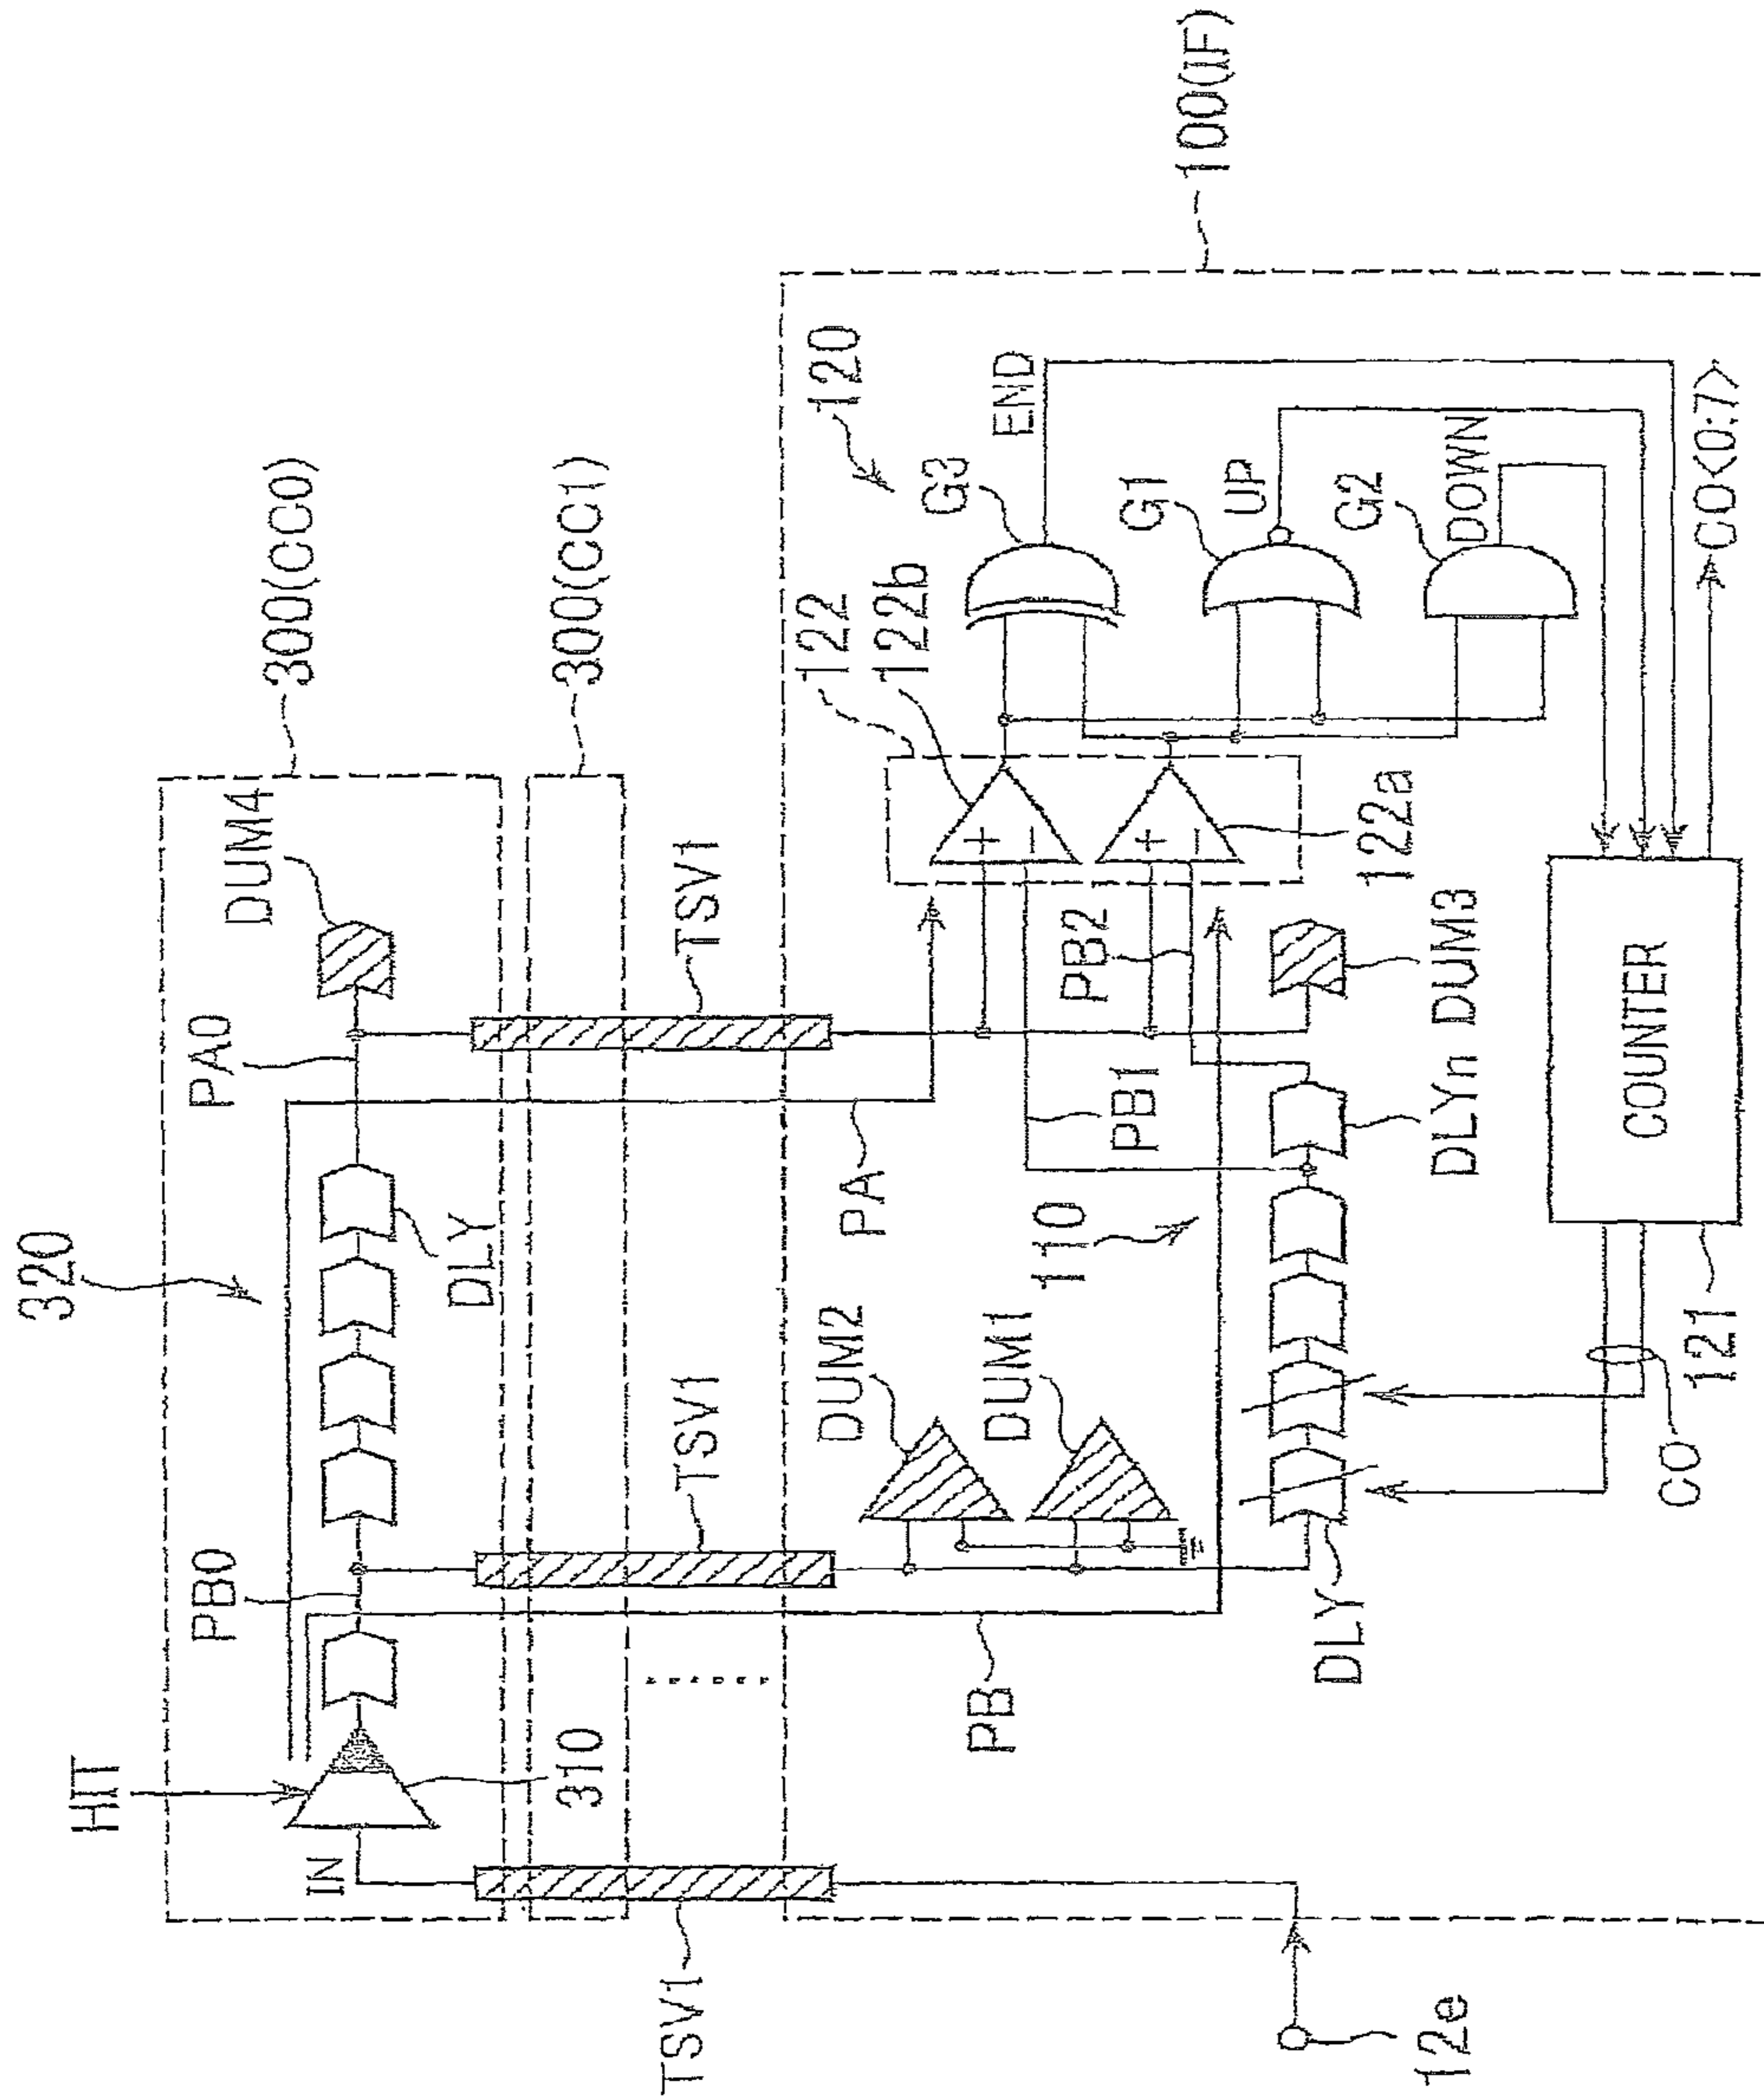 HIT
320
300(CC0)
IN
310
PB0
PA0
DLY
DUM4
300(CC1)
TSV1
TSV1
TSV1
PB
PA
100(IF)
120
122
122b
G3
END
G1
UP
G2
DOWN
122a
PB2
PB1
DUM2
DUM1
110
DLY
DLYn
DUM3
COUNTER
CO
121
CO<0:7>
12e